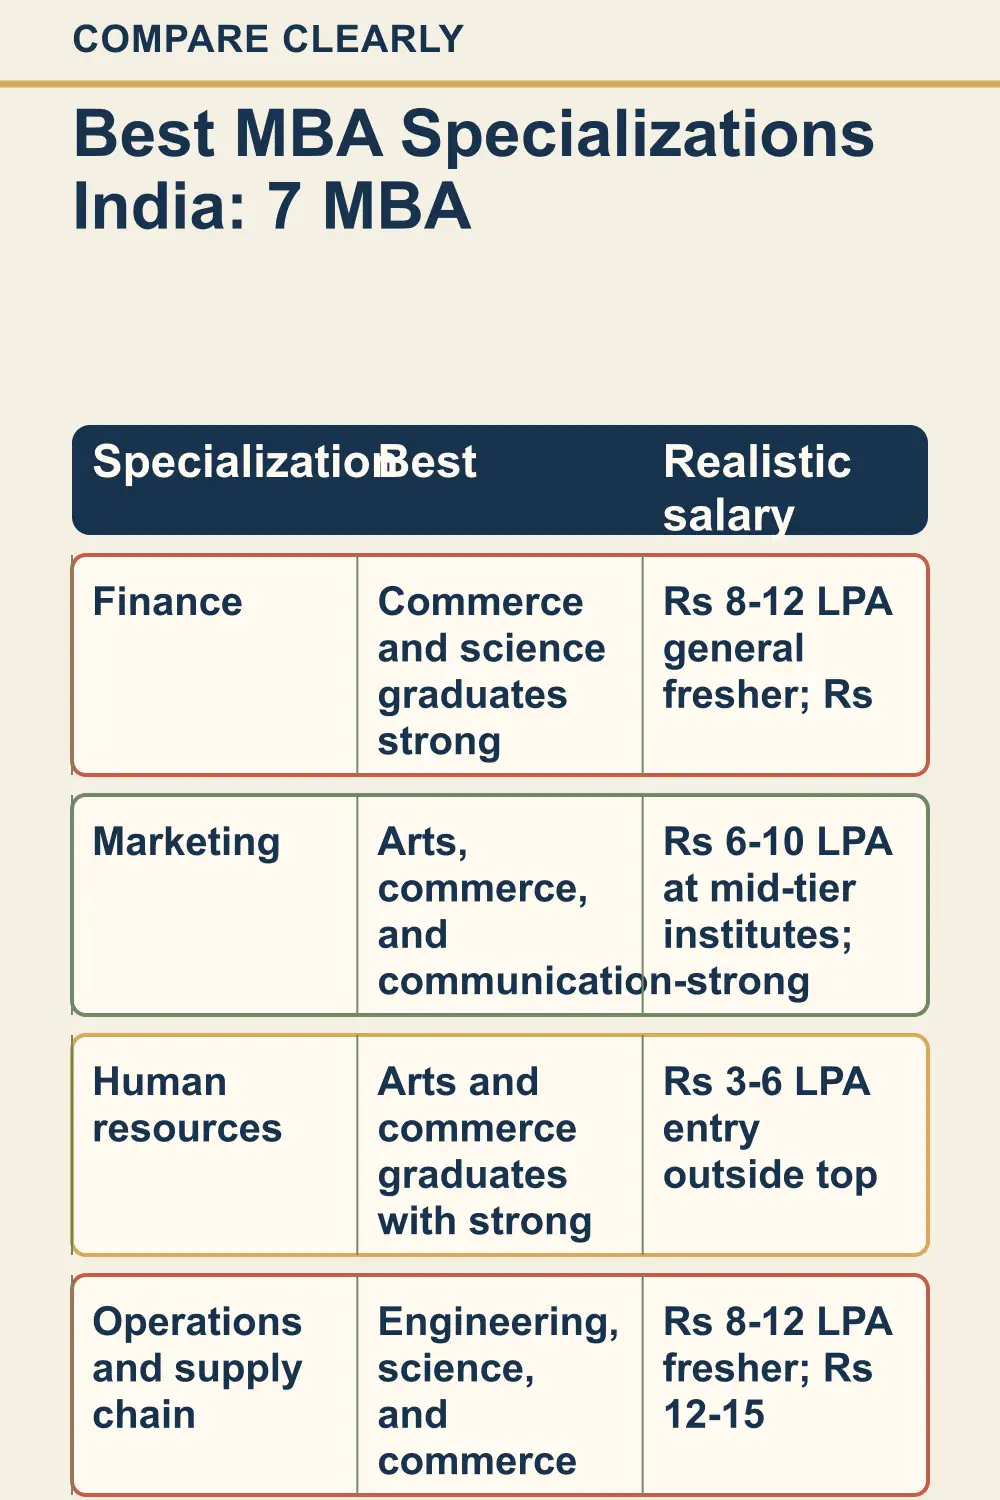 COMPARE CLEARLY
Best MBA Specializations
India: 7 MBA
Specialization
Best
Realistic
salary
Finance
Commerce
and science
graduates
strong
Rs 8-12 LPA
general
fresher; Rs
Marketing
Arts,
commerce,
and
communication-strong
Rs 6-10 LPA
at mid-tier
institutes;
Human
resources
Arts and
commerce
graduates
with strong
Rs 3-6 LPA
entry
outside top
Operations
and supply
chain
Engineering,
science,
and
commerce
Rs 8-12 LPA
fresher; Rs
12-15